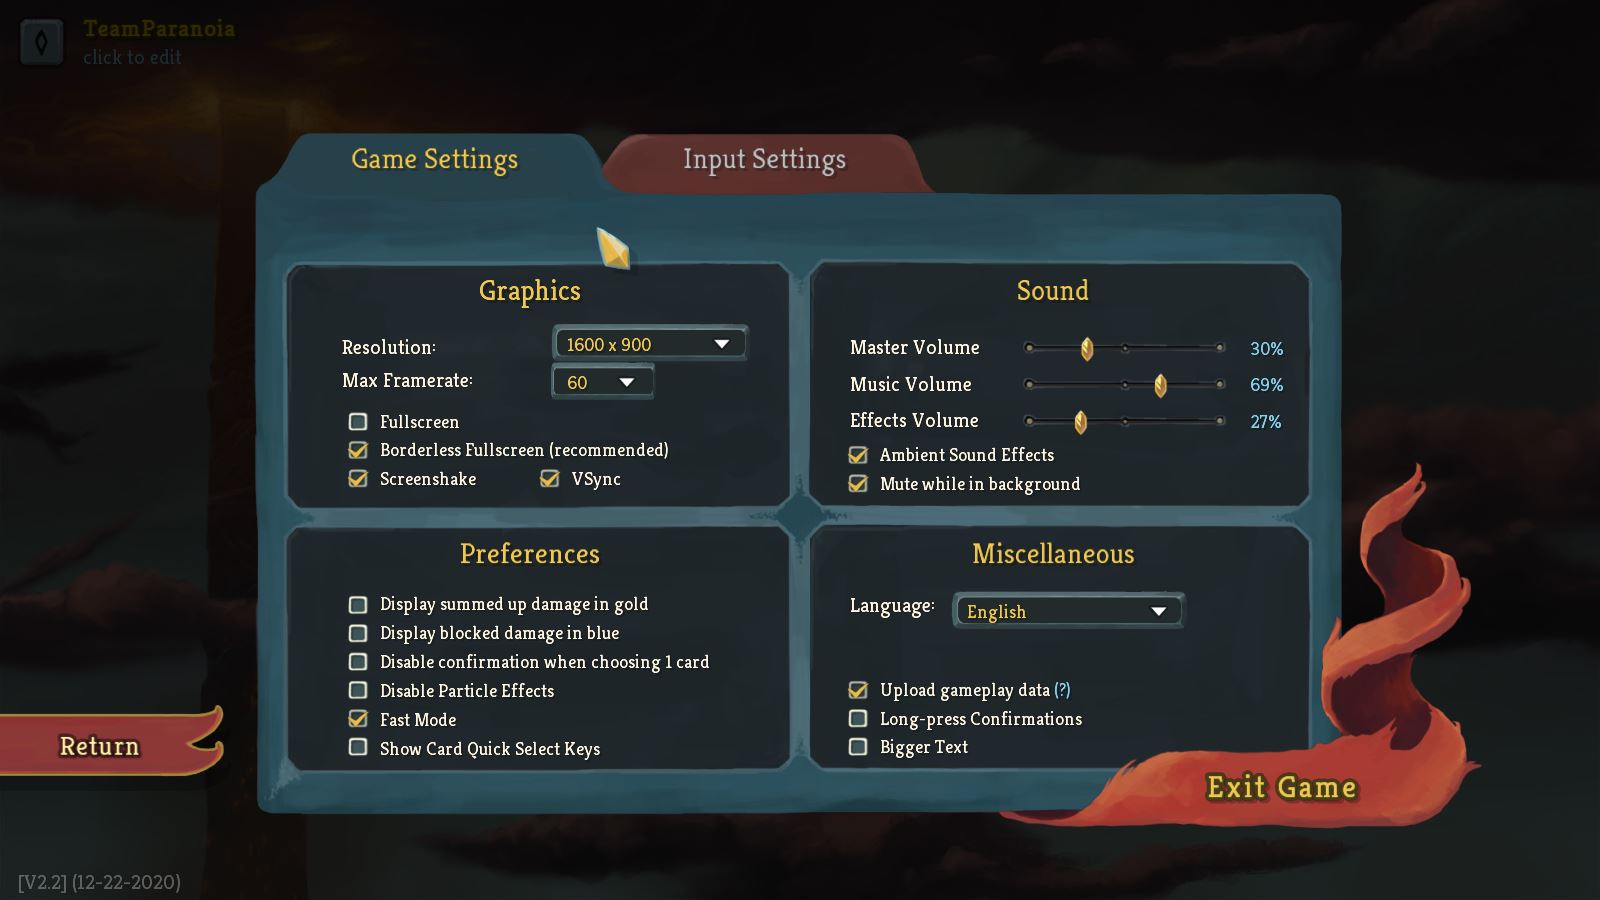 TeamParanoia
click to edit
Game Settings
Input Settings
Graphics
Resolution: 1600 x 900
Max Framerate: 60
Fullscreen
Borderless Fullscreen (recommended)
Screenshake VSync
Sound
Master Volume 30%
Music Volume 69%
Effects Volume 27%
Ambient Sound Effects
Mute while in background
Preferences
Display summed up damage in gold
Display blocked damage in blue
Disable confirmation when choosing 1 card
Disable Particle Effects
Fast Mode
Show Card Quick Select Keys
Miscellaneous
Language: English
Upload gameplay data (?)
Long-press Confirmations
Bigger Text
Return
Exit Game
[V2.2] (12-22-2020)